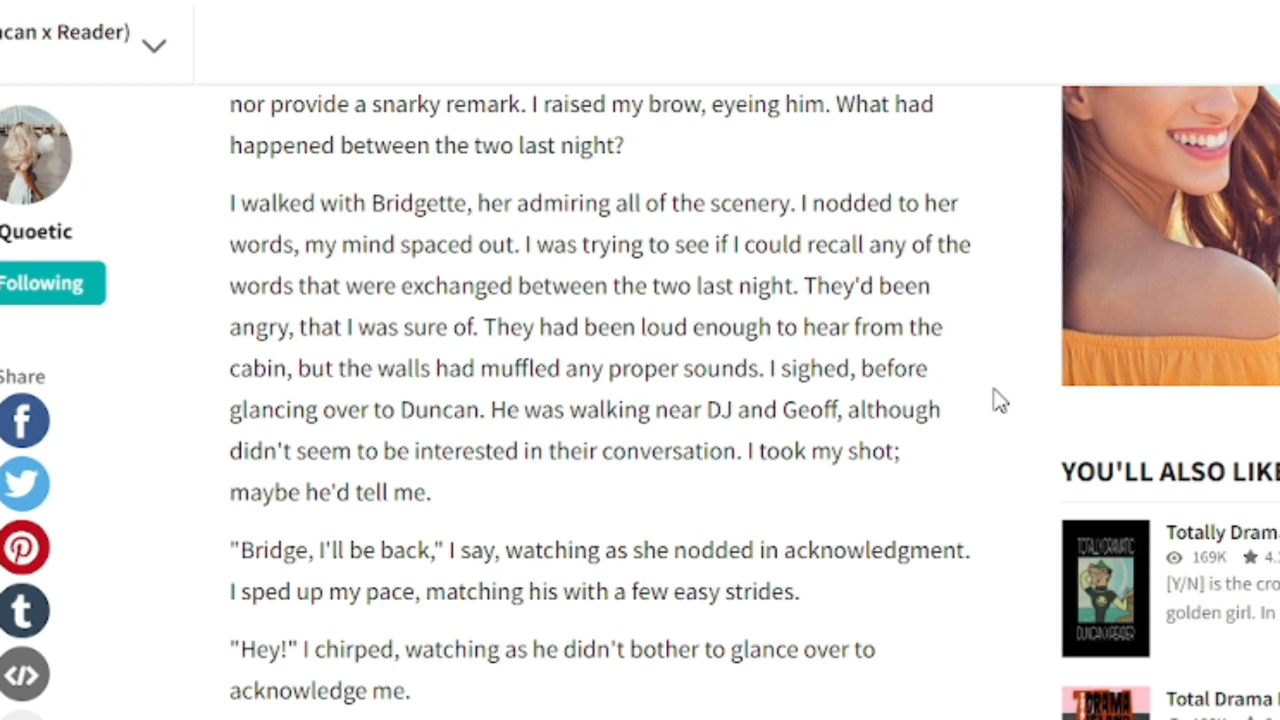 ncan x Reader)
Quoetic
Following
Share
nor provide a snarky remark. I raised my brow, eyeing him. What had
happened between the two last night?
I walked with Bridgette, her admiring all of the scenery. I nodded to her
words, my mind spaced out. I was trying to see if I could recall any of the
words that were exchanged between the two last night. They'd been
angry, that I was sure of. They had been loud enough to hear from the
cabin, but the walls had muffled any proper sounds. I sighed, before
glancing over to Duncan. He was walking near DJ and Geoff, although
didn't seem to be interested in their conversation. I took my shot;
maybe he'd tell me.
"Bridge, I'll be back," I say, watching as she nodded in acknowledgment.
I sped up my pace, matching his with a few easy strides.
"Hey!" I chirped, watching as he didn't bother to glance over to
acknowledge me.
YOU'LL ALSO LIKE
TOTALLYDRAMATIC
DUNCANXREADER
Totally Drama
169K 4.
[Y/N] is the cro
golden girl. In
DRAMA
Total Drama